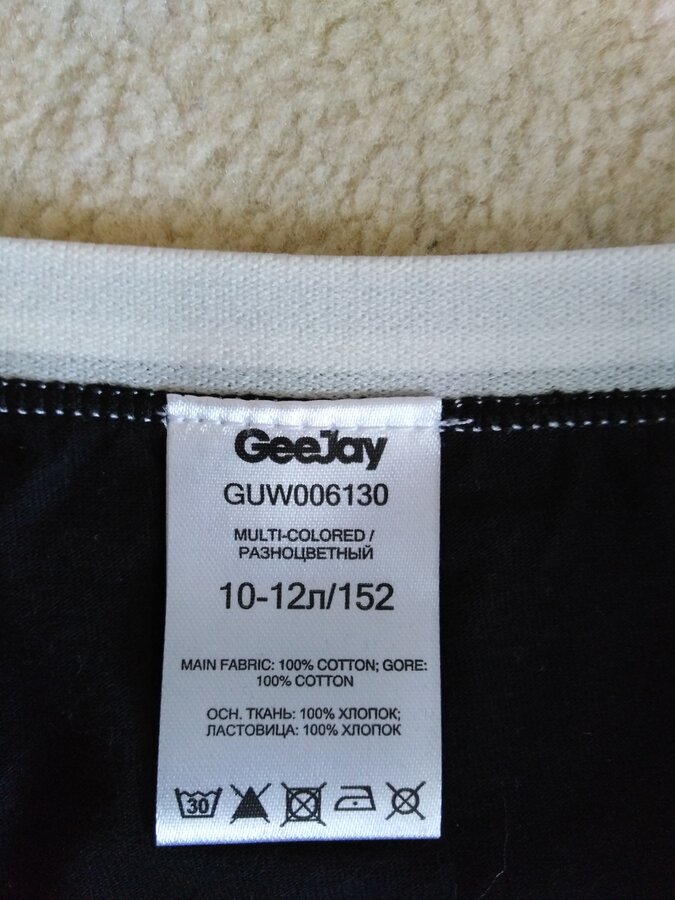 GeeJay
GUW006130
MULTI-COLORED /
РАЗНОЦВЕТНЫЙ
10-12л/152
MAIN FABRIC: 100% COTTON; GORE:
100% COTTON
ОСН. ТКАНЬ: 100% ХЛОПОК;
ЛАСТОВИЦА: 100% ХЛОПОК
30